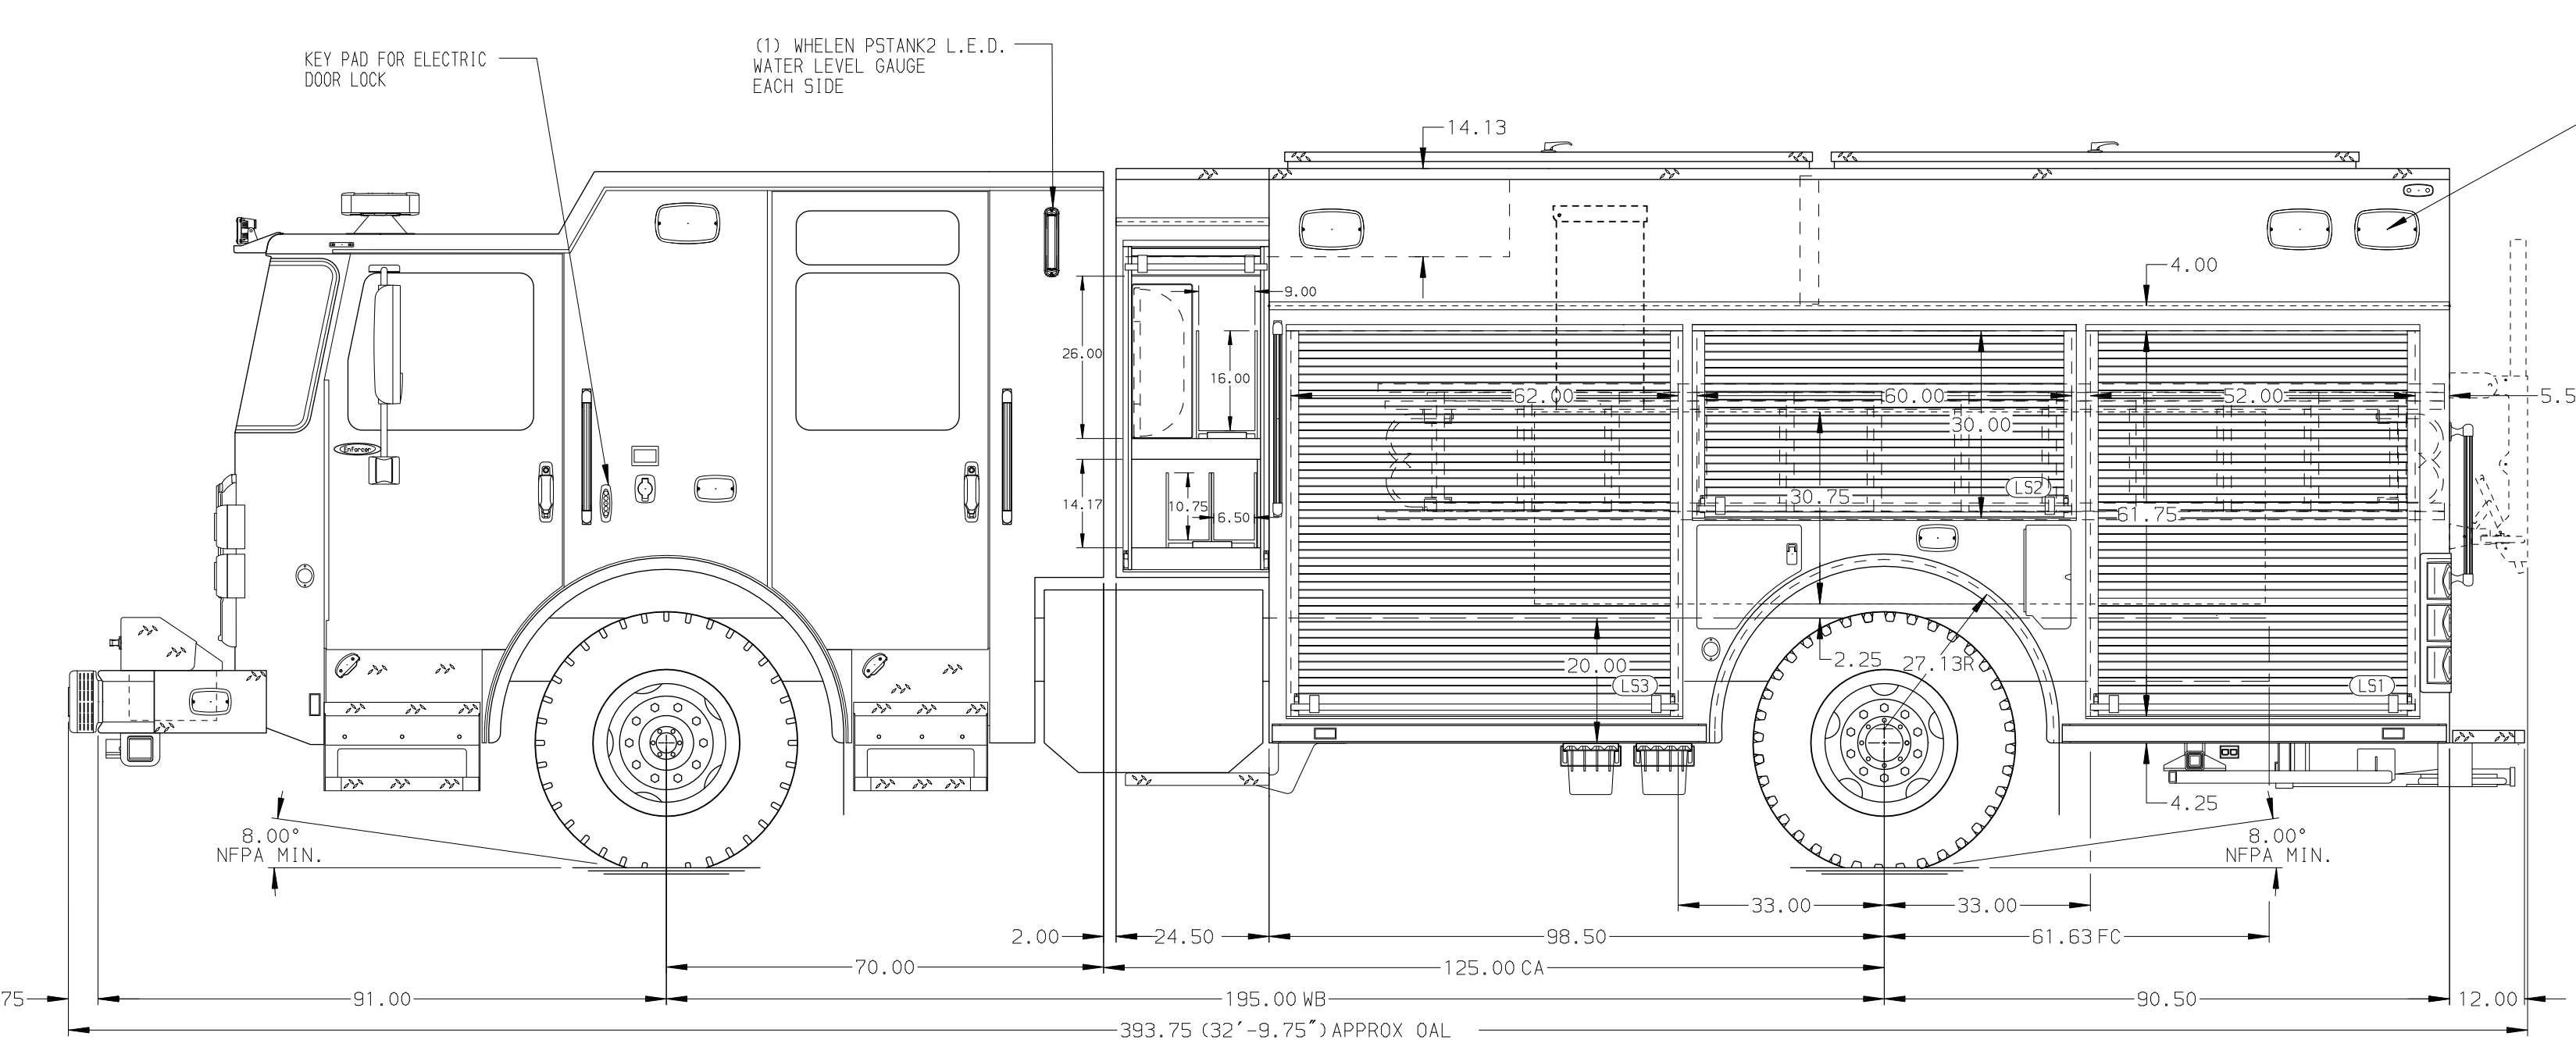 (1) WHELEN PSTANK2 L.E.D.
WATER LEVEL GAUGE
EACH SIDE
KEY PAD FOR ELECTRIC
DOOR LOCK
14.13
4.00
9.00
26.00
16.00
62.00
60.00
52.00
5.5
30.00
Enforcer
LS2
30.75
14.17
10.75
6.50
61.75
2.25
27.13R
20.00
LS3
LS1
4.25
8.00°
NFPA MIN.
8.00°
NFPA MIN.
33.00
33.00
2.00
24.50
98.50
61.63 FC
70.00
125.00 CA
75
91.00
195.00 WB
90.50
12.00
393.75 (32'-9.75") APPROX OAL